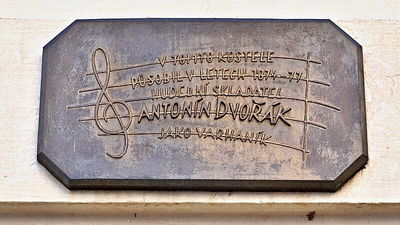 V TOMTO KOSTELE
PŮSOBIL V LETECH 1874-77
HUDEBNÍ SKLADATEL
ANTONÍN DVOŘÁK
JAKO VARHANÍK